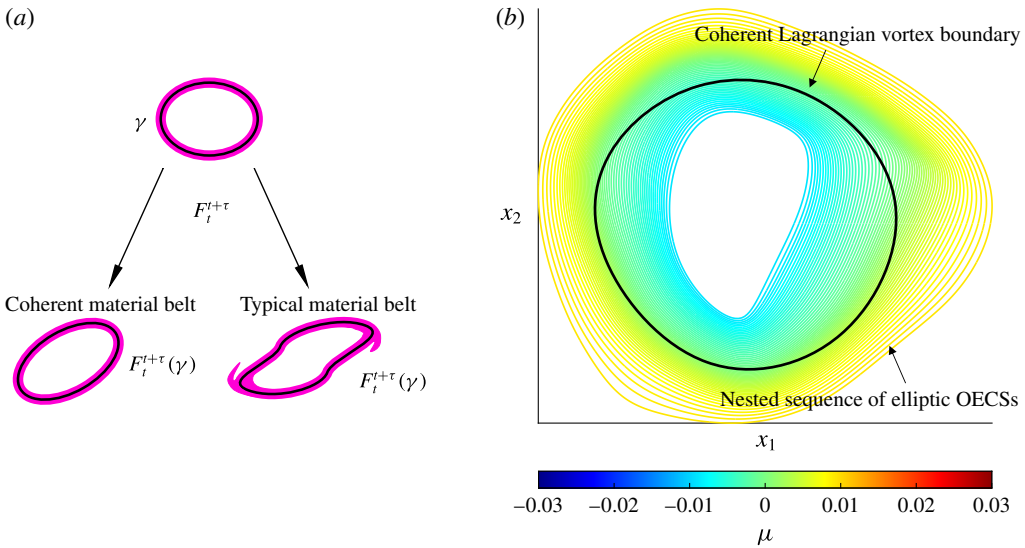 (a)
γ
F_t^{t+τ}
Coherent material belt
Typical material belt
F_t^{t+τ}(γ)
F_t^{t+τ}(γ)
(b)
Coherent Lagrangian vortex boundary
x_2
Nested sequence of elliptic OECSs
x_1
−0.03 −0.02 −0.01 0 0.01 0.02 0.03
μ